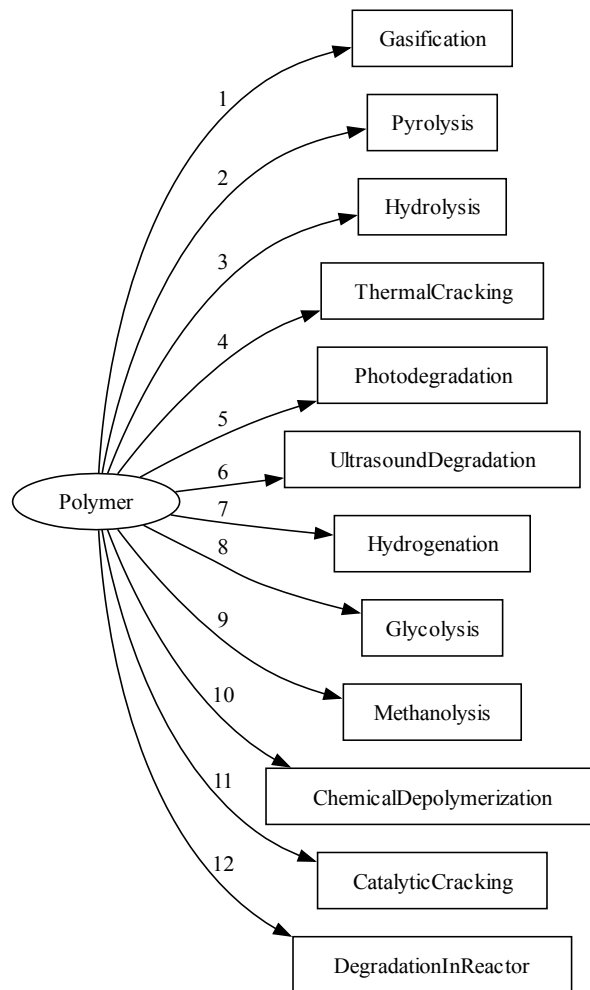 Gasification
1
Pyrolysis
2
Hydrolysis
3
ThermalCracking
4
Photodegradation
5
UltrasoundDegradation
6
Polymer
7
Hydrogenation
8
Glycolysis
9
Methanolysis
10
ChemicalDepolymerization
11
CatalyticCracking
12
DegradationInReactor